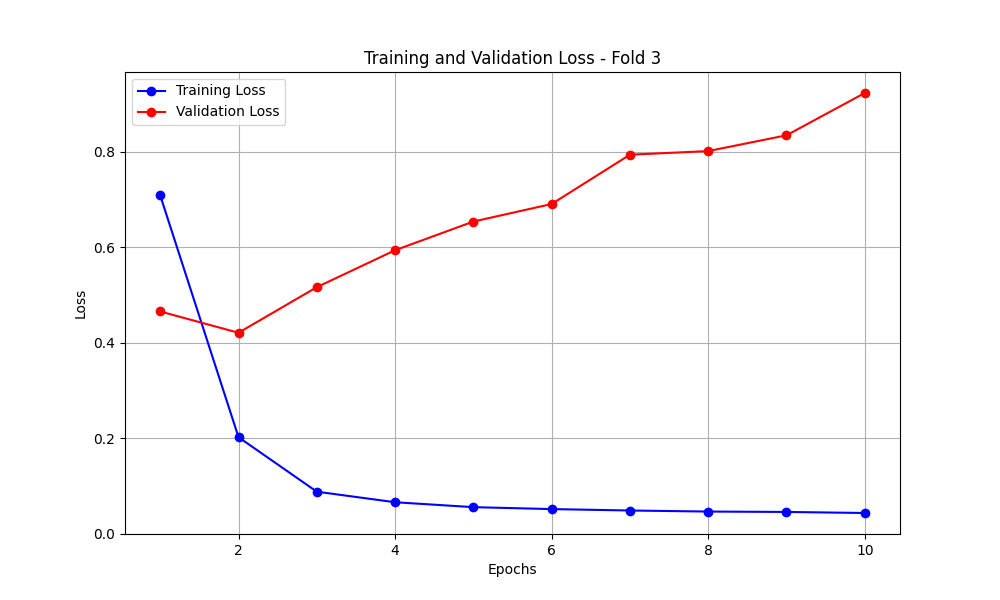 Training and Validation Loss - Fold 3
Training Loss
Validation Loss
Loss
0.8
0.6
0.4
0.2
0.0
2 4 6 8 10
Epochs